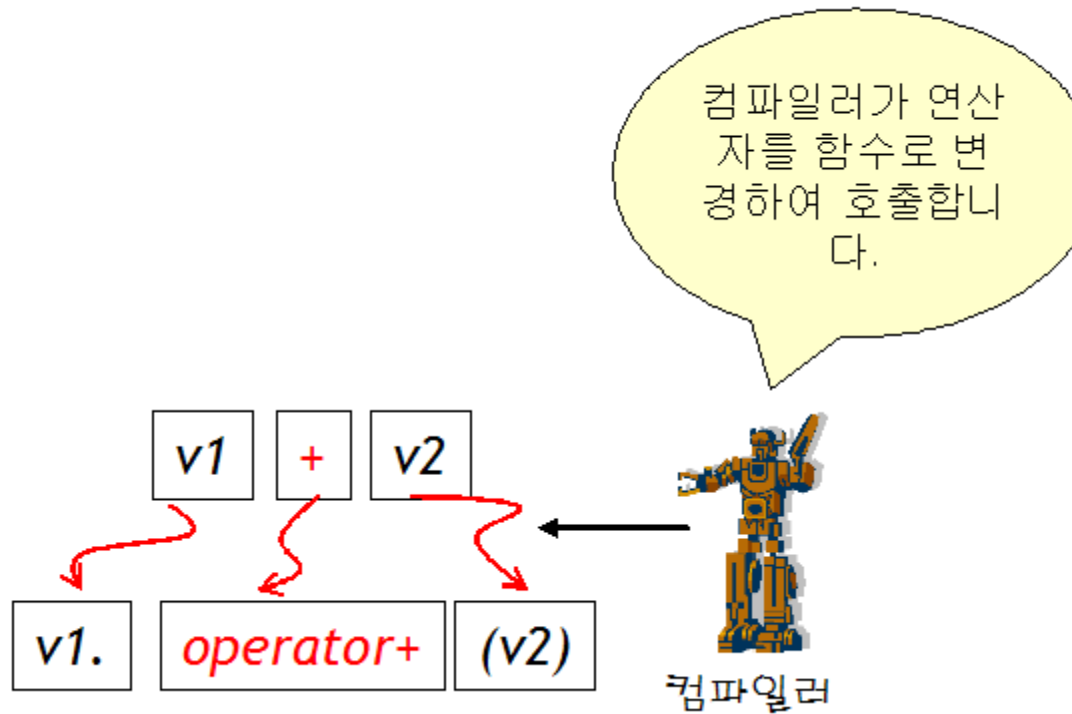 컴파일러가 연산
자를 함수로 변
경하여 호출합니
다.
v1 + v2
v1. operator+ (v2)
컴파일러